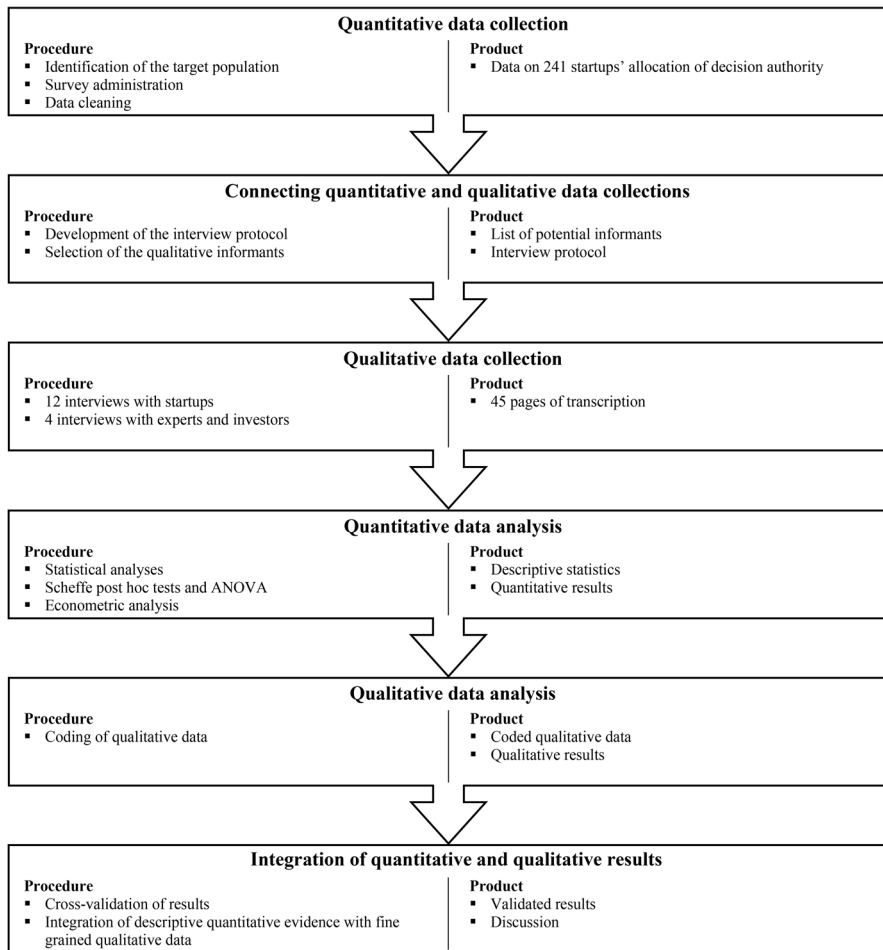 Quantitative data collection
Procedure
▪ Identification of the target population
▪ Survey administration
▪ Data cleaning
Product
▪ Data on 241 startups’ allocation of decision authority
Connecting quantitative and qualitative data collections
Procedure
▪ Development of the interview protocol
▪ Selection of the qualitative informants
Product
▪ List of potential informants
▪ Interview protocol
Qualitative data collection
Procedure
▪ 12 interviews with startups
▪ 4 interviews with experts and investors
Product
▪ 45 pages of transcription
Quantitative data analysis
Procedure
▪ Statistical analyses
▪ Scheffe post hoc tests and ANOVA
▪ Econometric analysis
Product
▪ Descriptive statistics
▪ Quantitative results
Qualitative data analysis
Procedure
▪ Coding of qualitative data
Product
▪ Coded qualitative data
▪ Qualitative results
Integration of quantitative and qualitative results
Procedure
▪ Cross-validation of results
▪ Integration of descriptive quantitative evidence with fine
grained qualitative data
Product
▪ Validated results
▪ Discussion